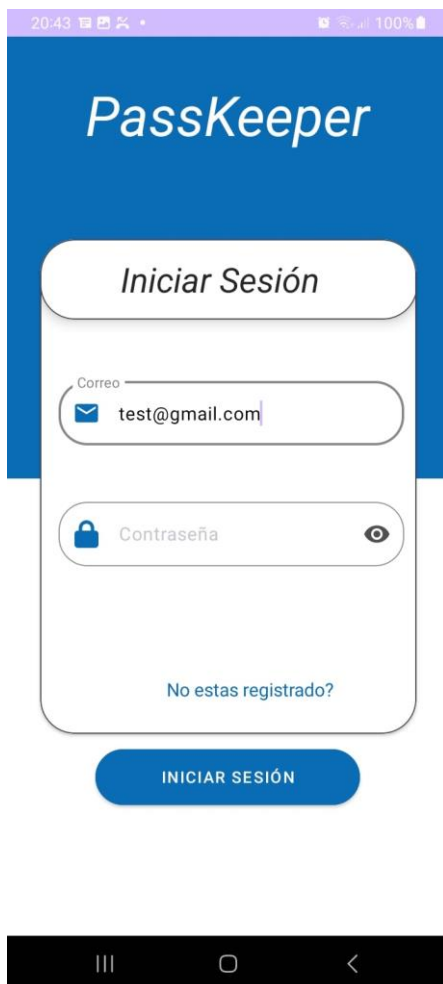 20:43 100%
PassKeeper
Iniciar Sesión
Correo
test@gmail.com
Contraseña
No estas registrado?
INICIAR SESIÓN